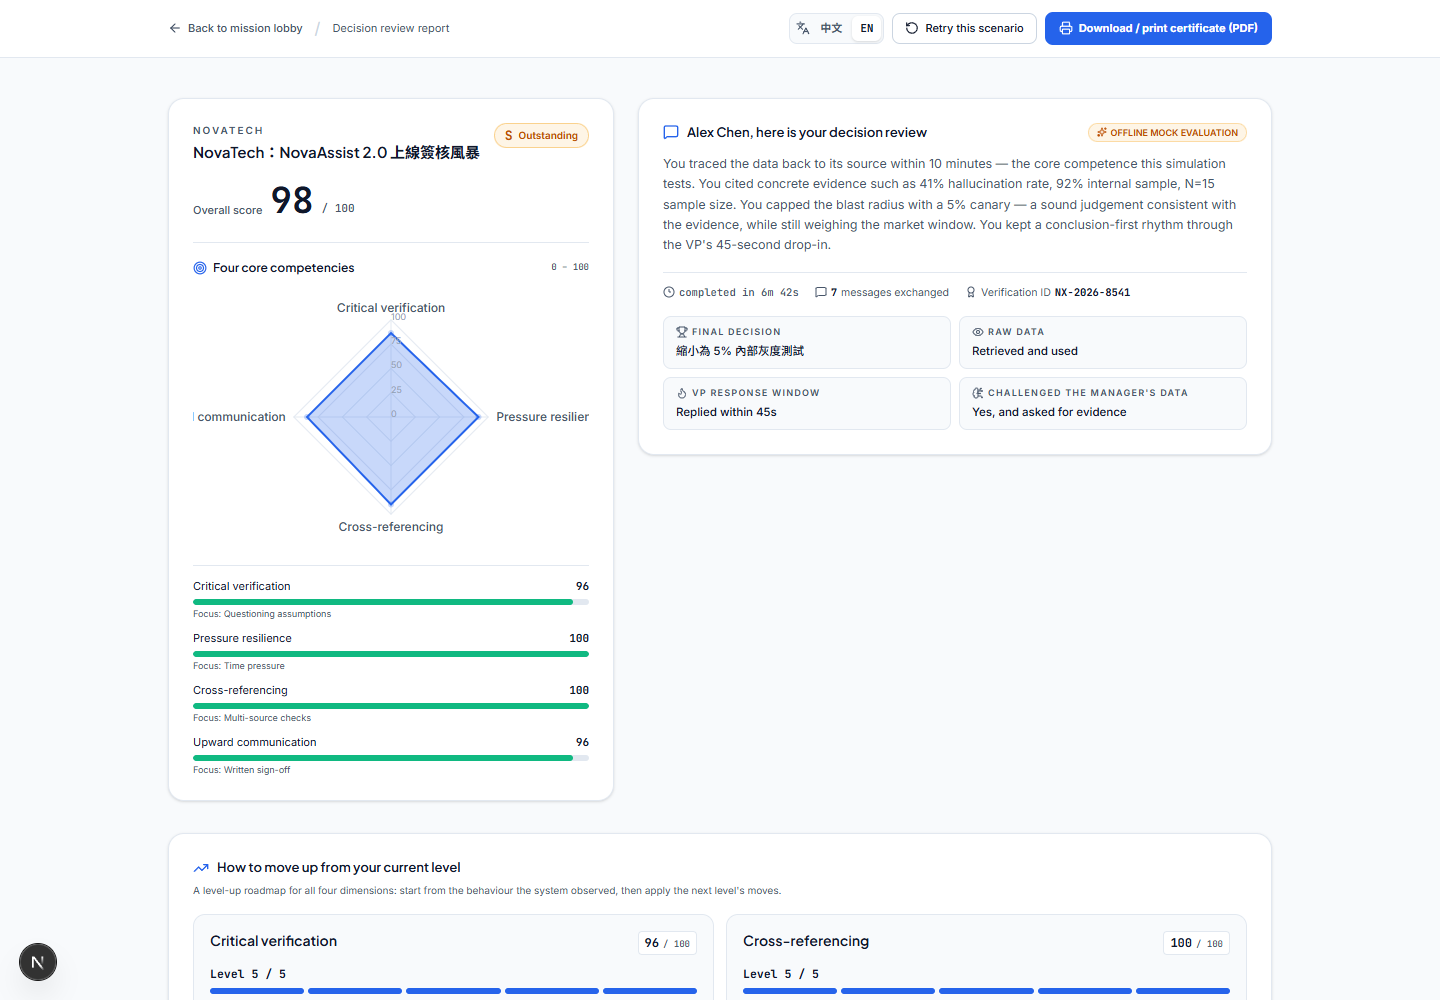 Back to mission lobby / Decision review report
中文 EN
Retry this scenario
Download / print certificate (PDF)
NOVATECH
NovaTech：NovaAssist 2.0 上線簽核風暴
S Outstanding
Overall score 98 / 100
Four core competencies
0 – 100
Critical verification
100
75
50
25
0
l communication
Pressure resilier
Cross-referencing
Critical verification 96
Focus: Questioning assumptions
Pressure resilience 100
Focus: Time pressure
Cross-referencing 100
Focus: Multi-source checks
Upward communication 96
Focus: Written sign-off
Alex Chen, here is your decision review
OFFLINE MOCK EVALUATION
You traced the data back to its source within 10 minutes — the core competence this simulation
tests. You cited concrete evidence such as 41% hallucination rate, 92% internal sample, N=15
sample size. You capped the blast radius with a 5% canary — a sound judgement consistent with
the evidence, while still weighing the market window. You kept a conclusion-first rhythm through
the VP's 45-second drop-in.
completed in 6m 42s
7 messages exchanged
Verification ID NX-2026-8541
FINAL DECISION
縮小為 5% 內部灰度測試
RAW DATA
Retrieved and used
VP RESPONSE WINDOW
Replied within 45s
CHALLENGED THE MANAGER'S DATA
Yes, and asked for evidence
How to move up from your current level
A level-up roadmap for all four dimensions: start from the behaviour the system observed, then apply the next level's moves.
Critical verification
96 / 100
Level 5 / 5
Cross-referencing
100 / 100
Level 5 / 5
N